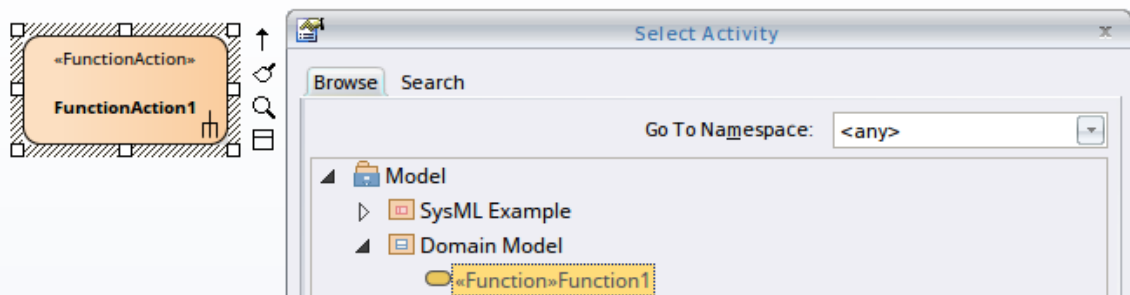 «FunctionAction»
FunctionAction1
Select Activity
Browse Search
Go To Namespace: <any>
Model
SysML Example
Domain Model
«Function»Function1